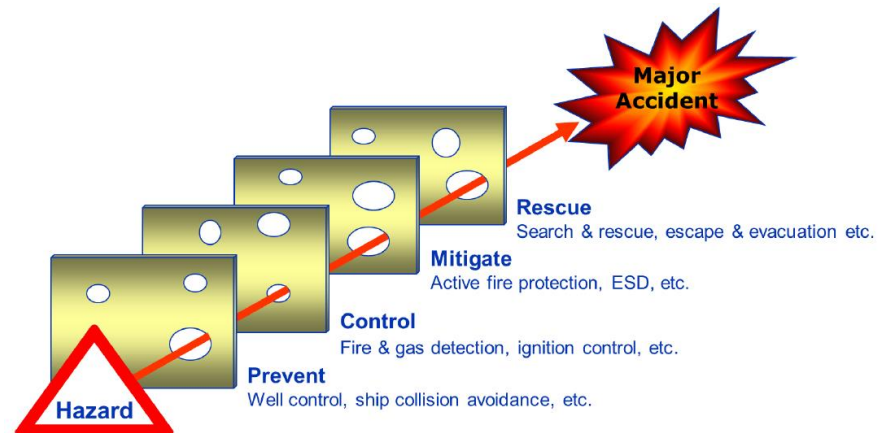 Major
Accident
Rescue
Search & rescue, escape & evacuation etc.
Mitigate
Active fire protection, ESD, etc.
Control
Fire & gas detection, ignition control, etc.
Prevent
Well control, ship collision avoidance, etc.
Hazard